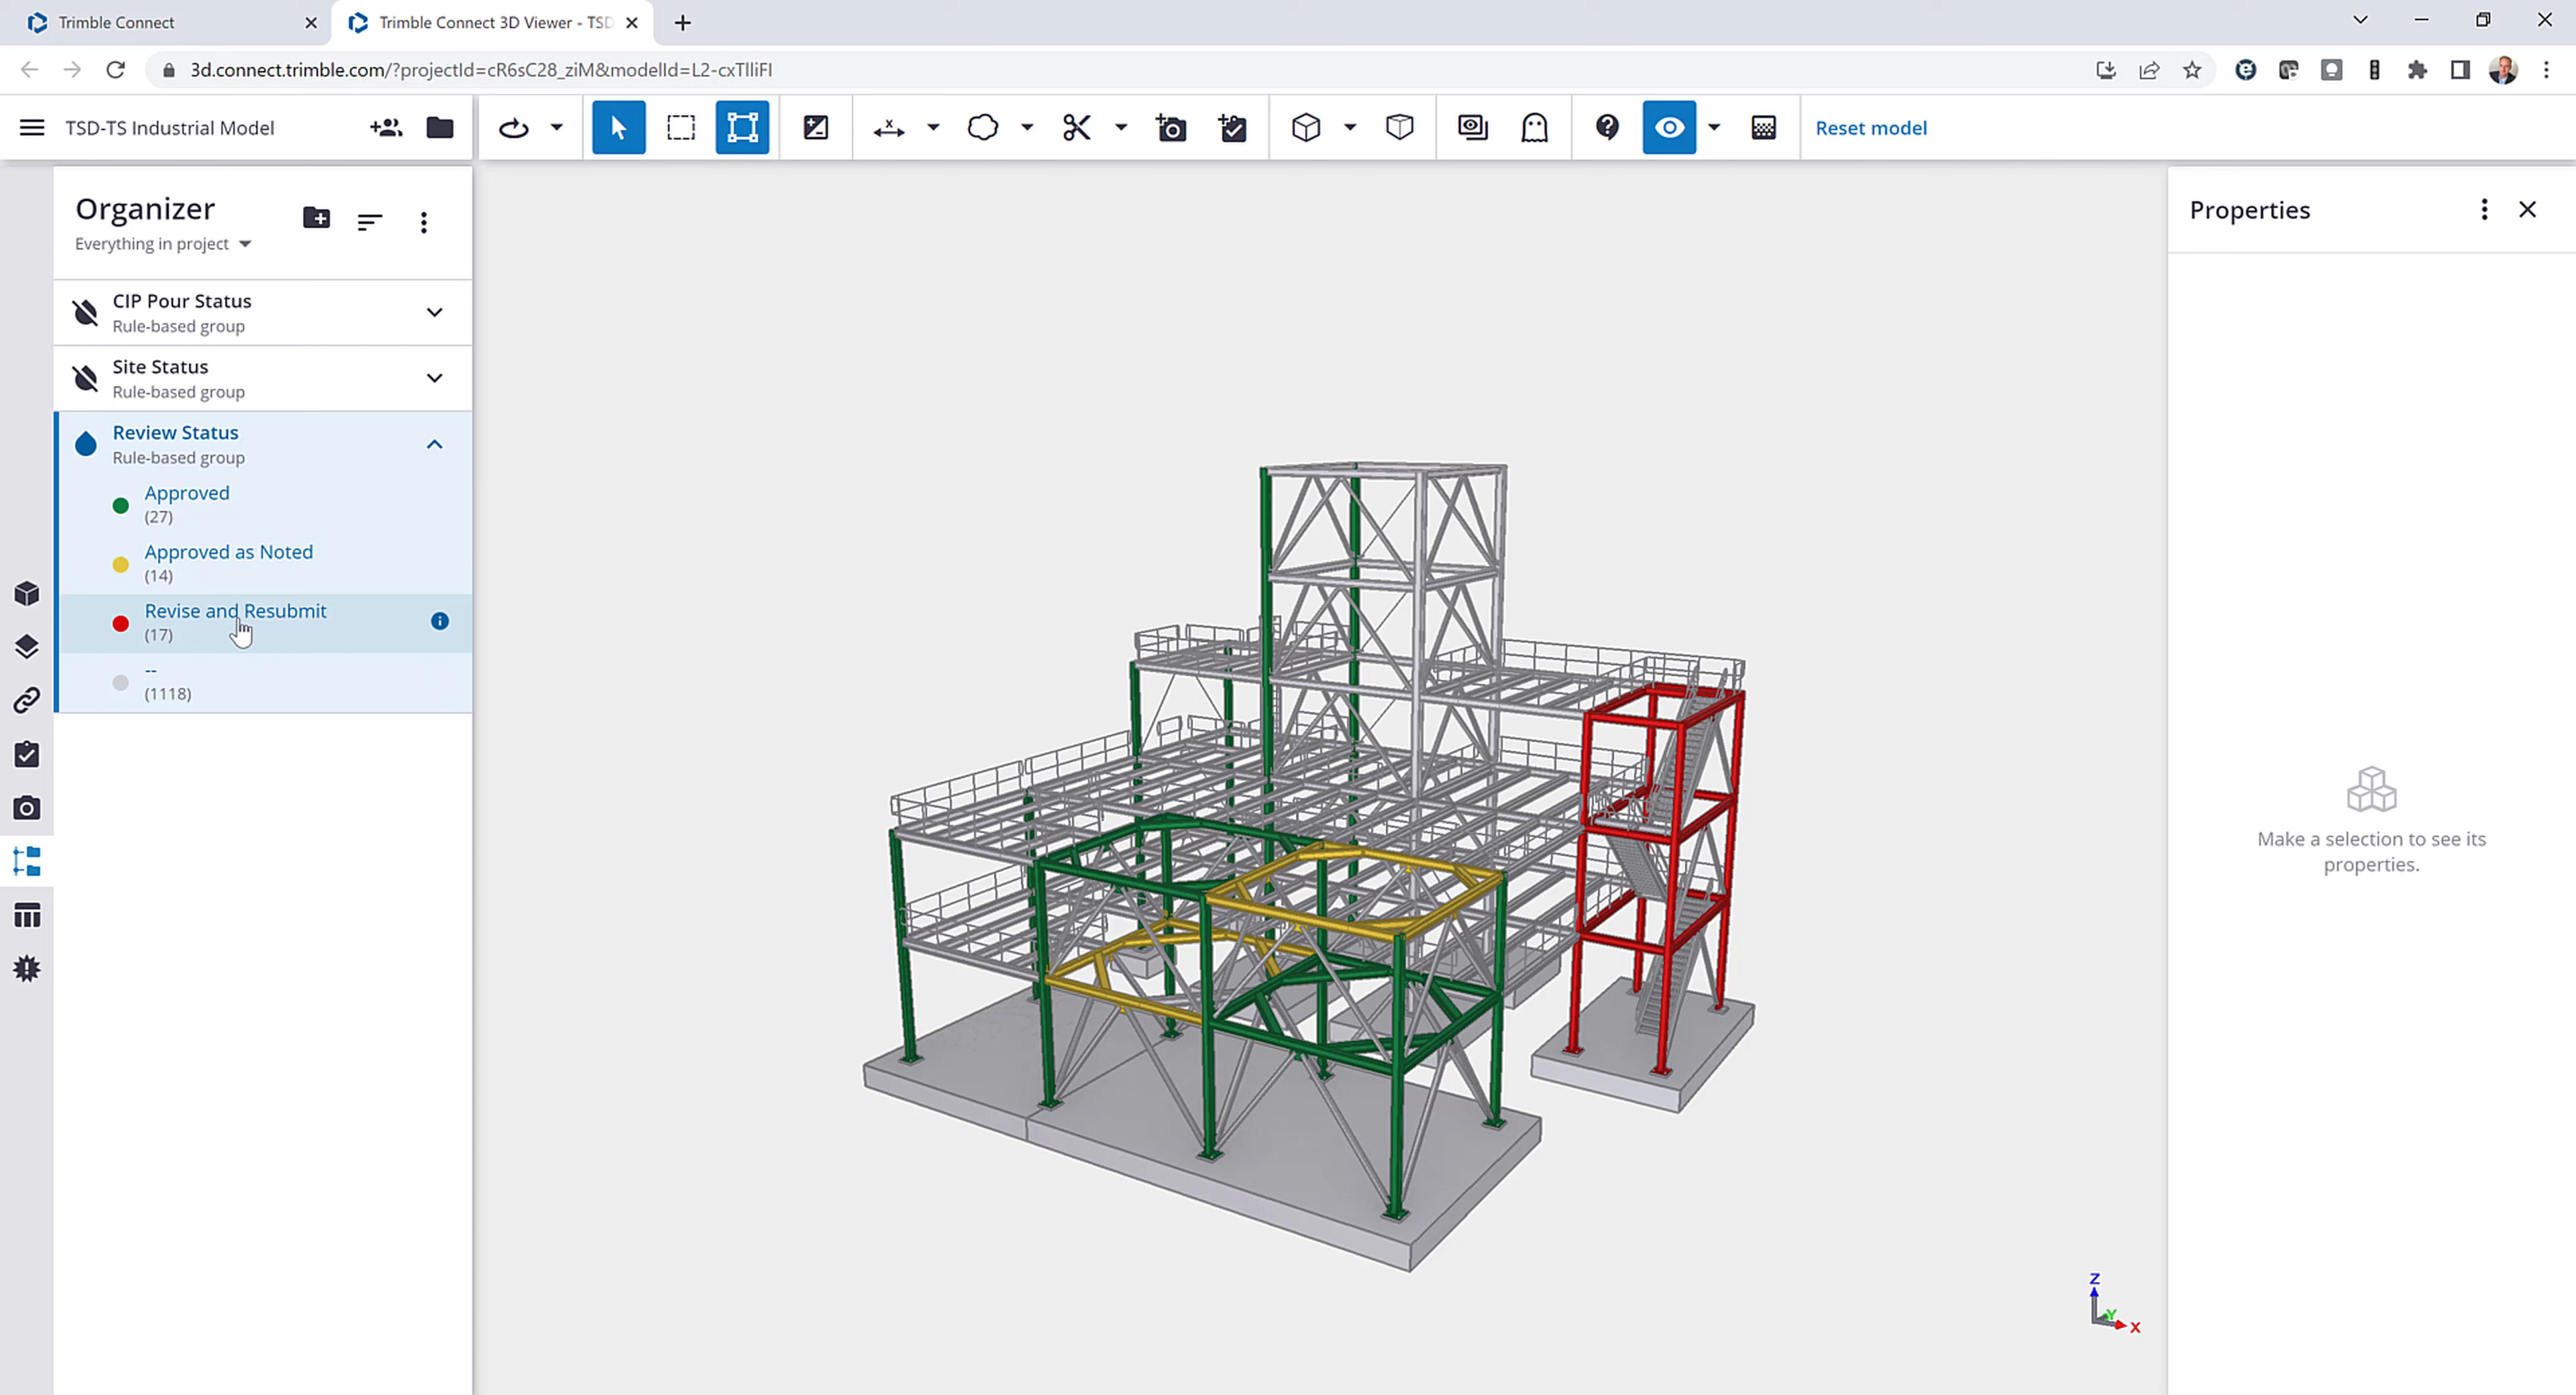 Trimble Connect
Trimble Connect 3D Viewer - TSD
3d.connect.trimble.com/?projectId=cR6sC28_ziM&modelId=L2-cxTlliFI
TSD-TS Industrial Model
Reset model
Organizer
Everything in project
CIP Pour Status
Rule-based group
Site Status
Rule-based group
Review Status
Rule-based group
Approved
(27)
Approved as Noted
(14)
Revise and Resubmit
(17)
--
(1118)
Properties
Make a selection to see its
properties.
X
Z
Y
X